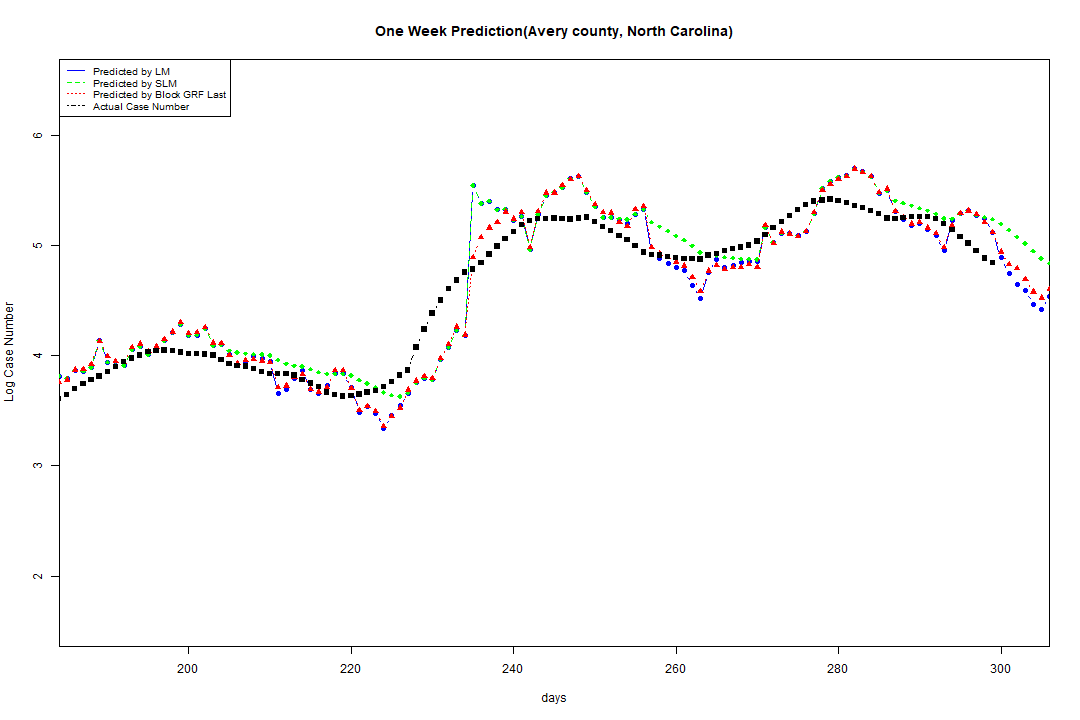 One Week Prediction(Avery county, North Carolina)
Predicted by LM
Predicted by SLM
Predicted by Block GRF Last
Actual Case Number
6
5
4
3
2
Log Case Number
200 220 240 260 280 300
days